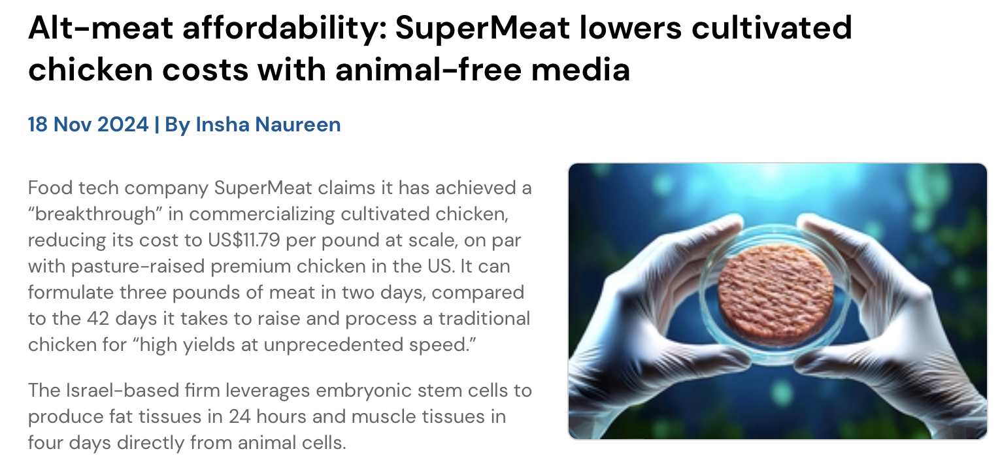 Alt-meat affordability: SuperMeat lowers cultivated
chicken costs with animal-free media
18 Nov 2024 | By Insha Naureen
Food tech company SuperMeat claims it has achieved a
“breakthrough” in commercializing cultivated chicken,
reducing its cost to US$11.79 per pound at scale, on par
with pasture-raised premium chicken in the US. It can
formulate three pounds of meat in two days, compared
to the 42 days it takes to raise and process a traditional
chicken for “high yields at unprecedented speed.”
The Israel-based firm leverages embryonic stem cells to
produce fat tissues in 24 hours and muscle tissues in
four days directly from animal cells.